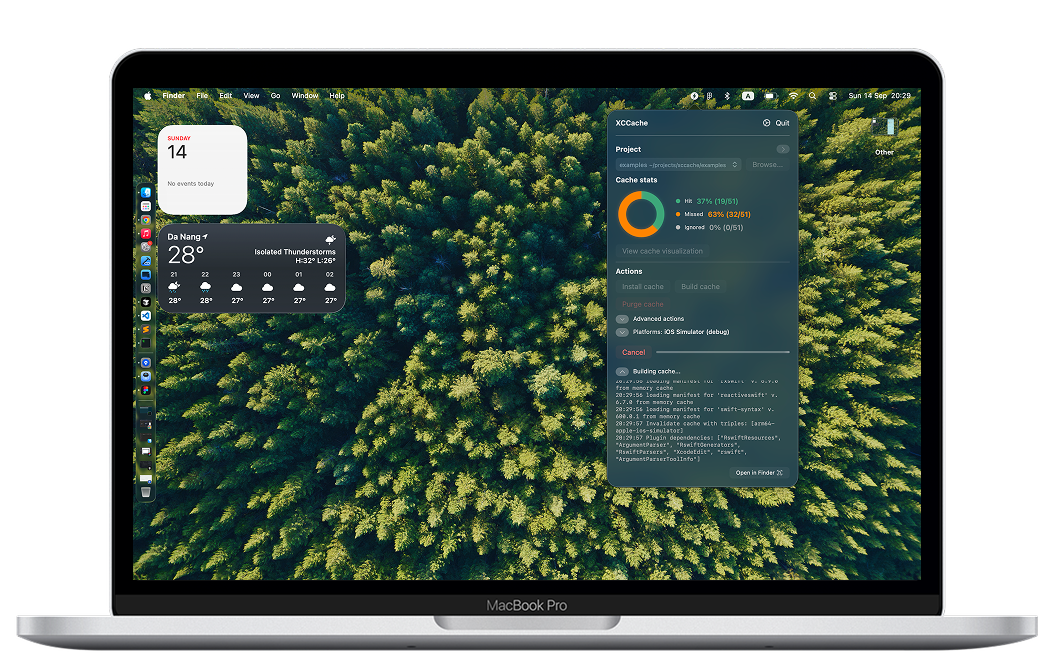 Finder File Edit View Go Window Help
A
Sun 14 Sep 20:29
SUNDAY
14
No events today
Da Nang
28°
Isolated Thunderstorms
H:32° L:26°
21 22 23 00 01 02
28° 28° 27° 27° 27° 27°
XCCache
Quit
Project
examples ~/projects/xccache/examples
Browse...
Cache stats
Hit 37% (19/51)
Missed 63% (32/51)
Ignored 0% (0/51)
View cache visualization
Actions
Install cache
Build cache
Purge cache
Advanced actions
Platforms: iOS Simulator (debug)
Cancel
Building cache...
20:29:56 loading manifest for 'rxswift' v. 6.9.0
from memory cache
20:29:56 loading manifest for 'reactiveswift' v.
6.7.0 from memory cache
20:29:56 loading manifest for 'swift-syntax' v.
600.0.1 from memory cache
20:29:57 Invalidate cache with triples: [arm64-
apple-ios-simulator]
20:29:57 Plugin dependencies: ["RswiftResources",
"ArgumentParser", "RswiftGenerators",
"RswiftParsers", "XcodeEdit", "rswift",
"ArgumentParserToolInfo"]
Open in Finder
Other
MacBook Pro